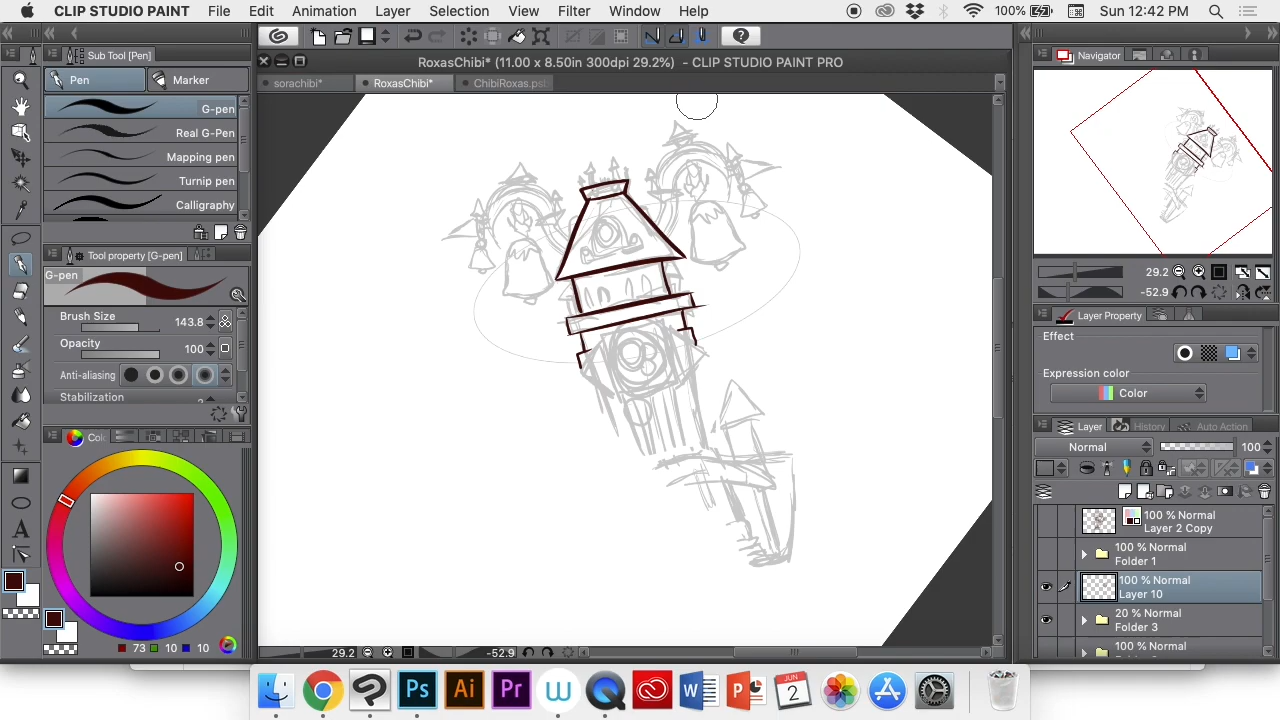 CLIP STUDIO PAINT File Edit Animation Layer Selection View Filter Window Help 100% Sun 12:42 PM
RoxasChibi* (11.00 x 8.50in 300dpi 29.2%) - CLIP STUDIO PAINT PRO
Sub Tool [Pen]
Navigator
Pen Marker
sorachibi* RoxasChibi* ChibiRoxas.psd
G-pen
Real G-Pen
Mapping pen
Turnip pen
Calligraphy
Tool property [G-pen]
G-pen
Brush Size 143.8
Opacity 100
Anti-aliasing
Stabilization
29.2
-52.9
Layer Property
Effect
Expression color
Color
Layer History Auto Action
Normal 100
100 % Normal
Layer 2 Copy
100 % Normal
Folder 1
100 % Normal
Layer 10
20 % Normal
Folder 3
100 % Normal
73 10 10
29.2 -52.9
Ps Ai Pr W W P JUN 2
A